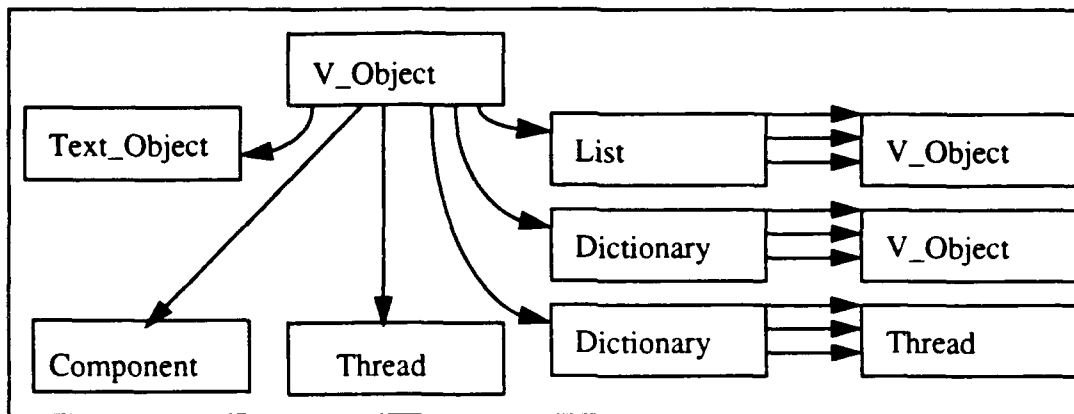 V_Object
Text_Object
List
V_Object
Dictionary
V_Object
Component
Thread
Dictionary
Thread